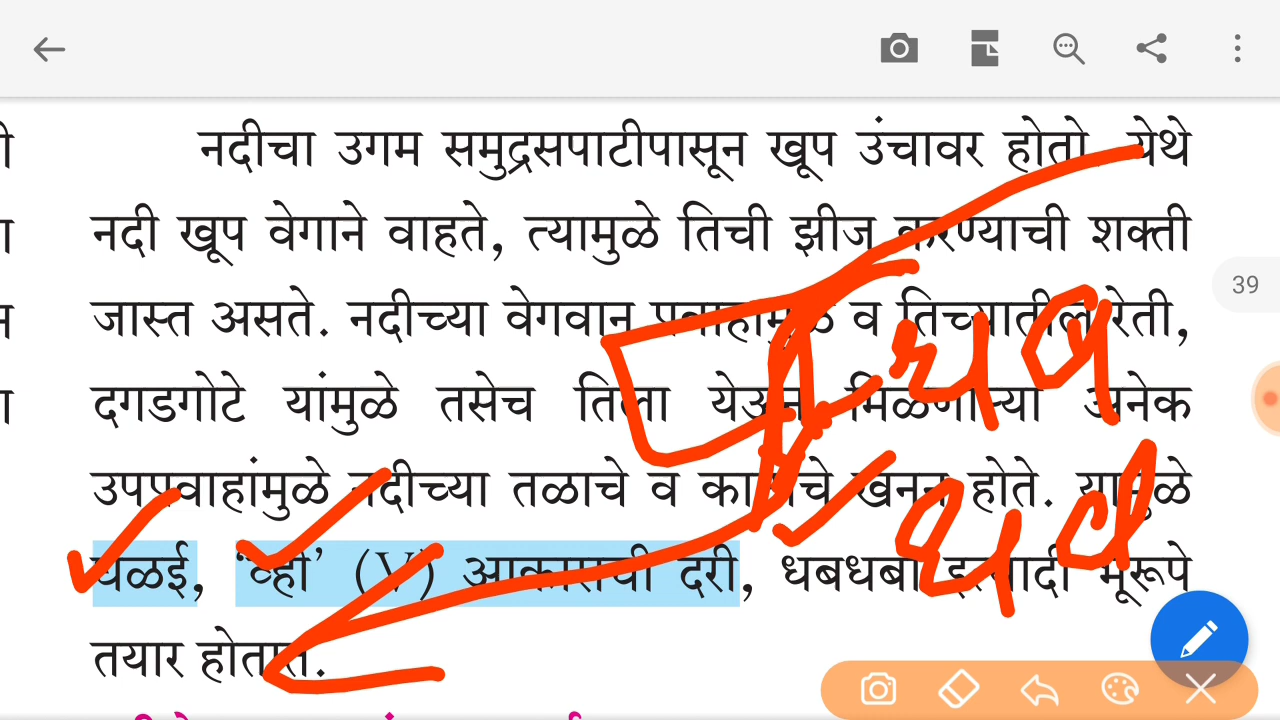 नदीचा उगम समुद्रसपाटीपासून खूप उंचावर होतो. येथे
नदी खूप वेगाने वाहते, त्यामुळे तिची झीज करण्याची शक्ती
39
जास्त असते. नदीच्या वेगवान प्रवाहामुळे व तिच्यातील रेती,
दगडगोटे यांमुळे तसेच तिला येऊन मिळणाऱ्या अनेक
उपप्रवाहांमुळे नदीच्या तळाचे व काठाचे खनन होते. यामुळे
घळई, ‘व्ही’ (V) आकाराची दरी, धबधबा इत्यादी भूरूपे
तयार होतात.